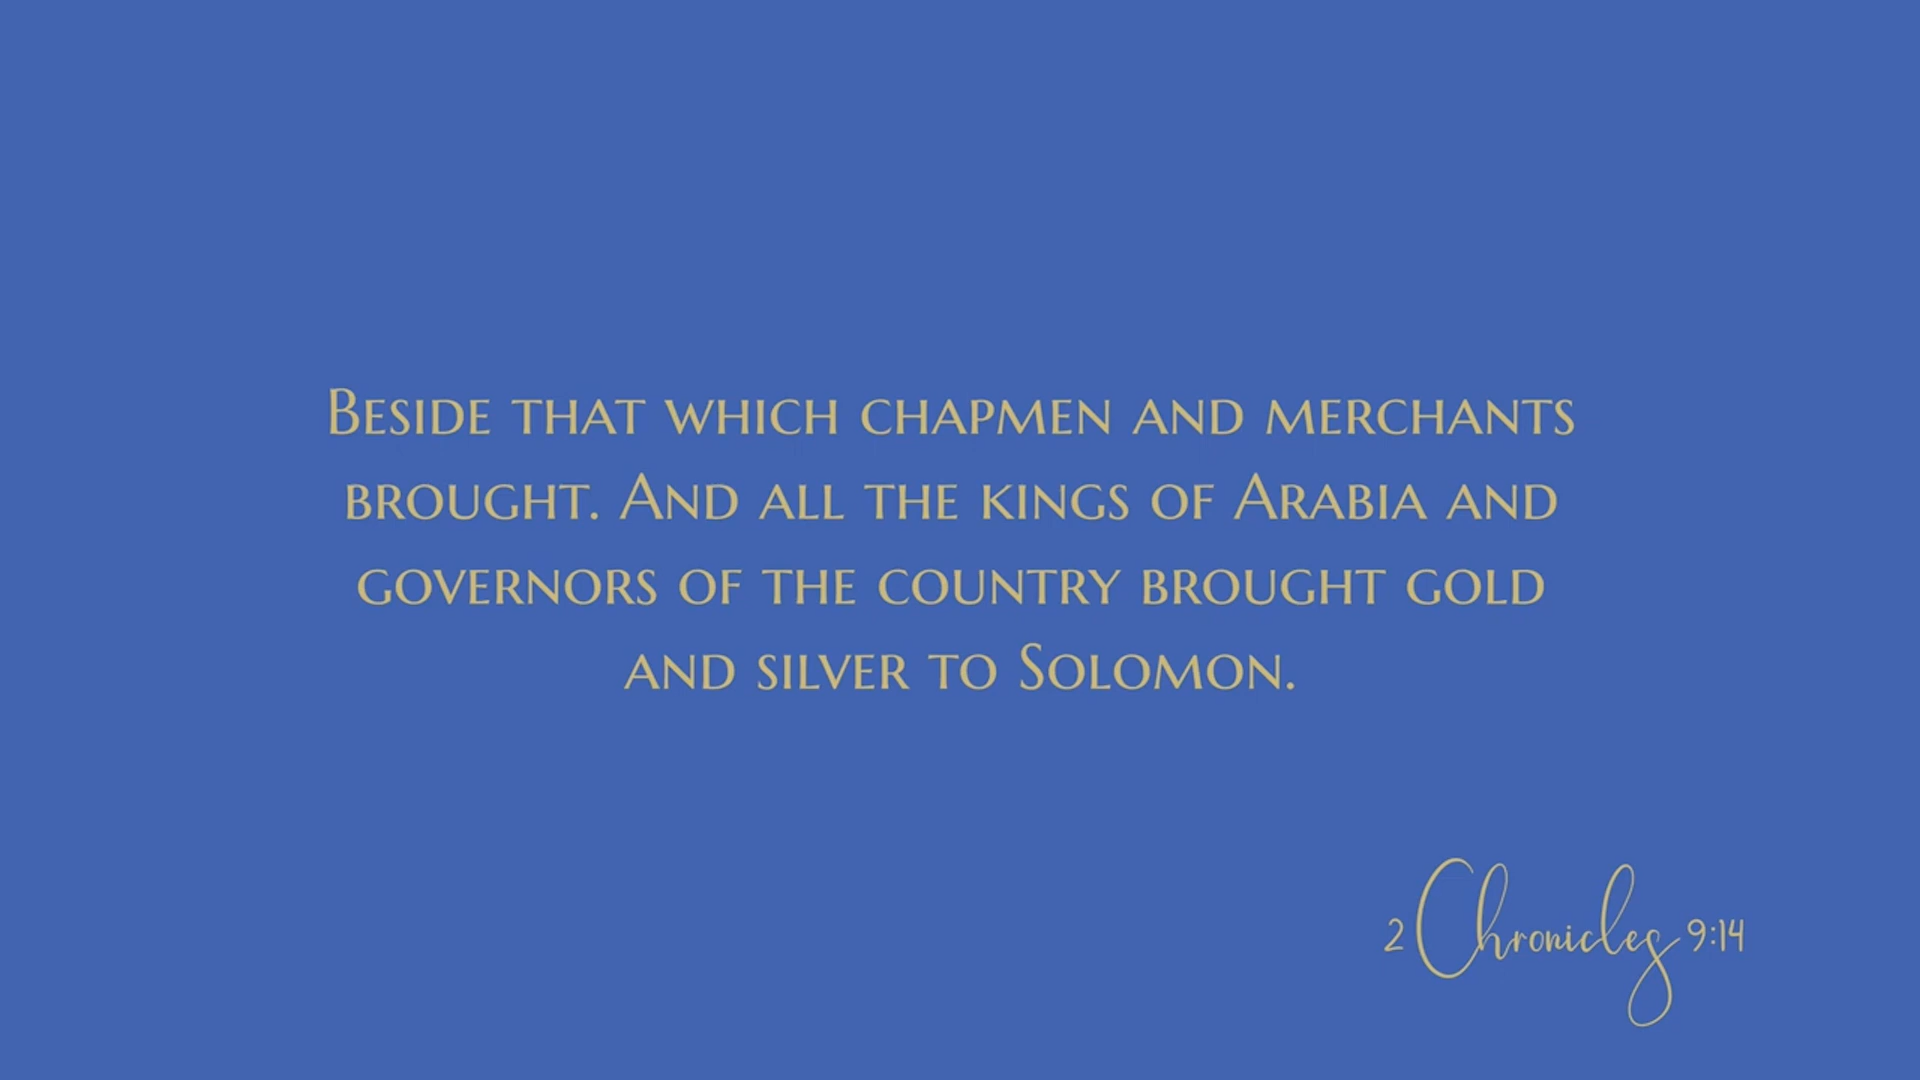 Beside that which chapmen and merchants
brought. And all the kings of Arabia and
governors of the country brought gold
and silver to Solomon.
2 Chronicles 9:14